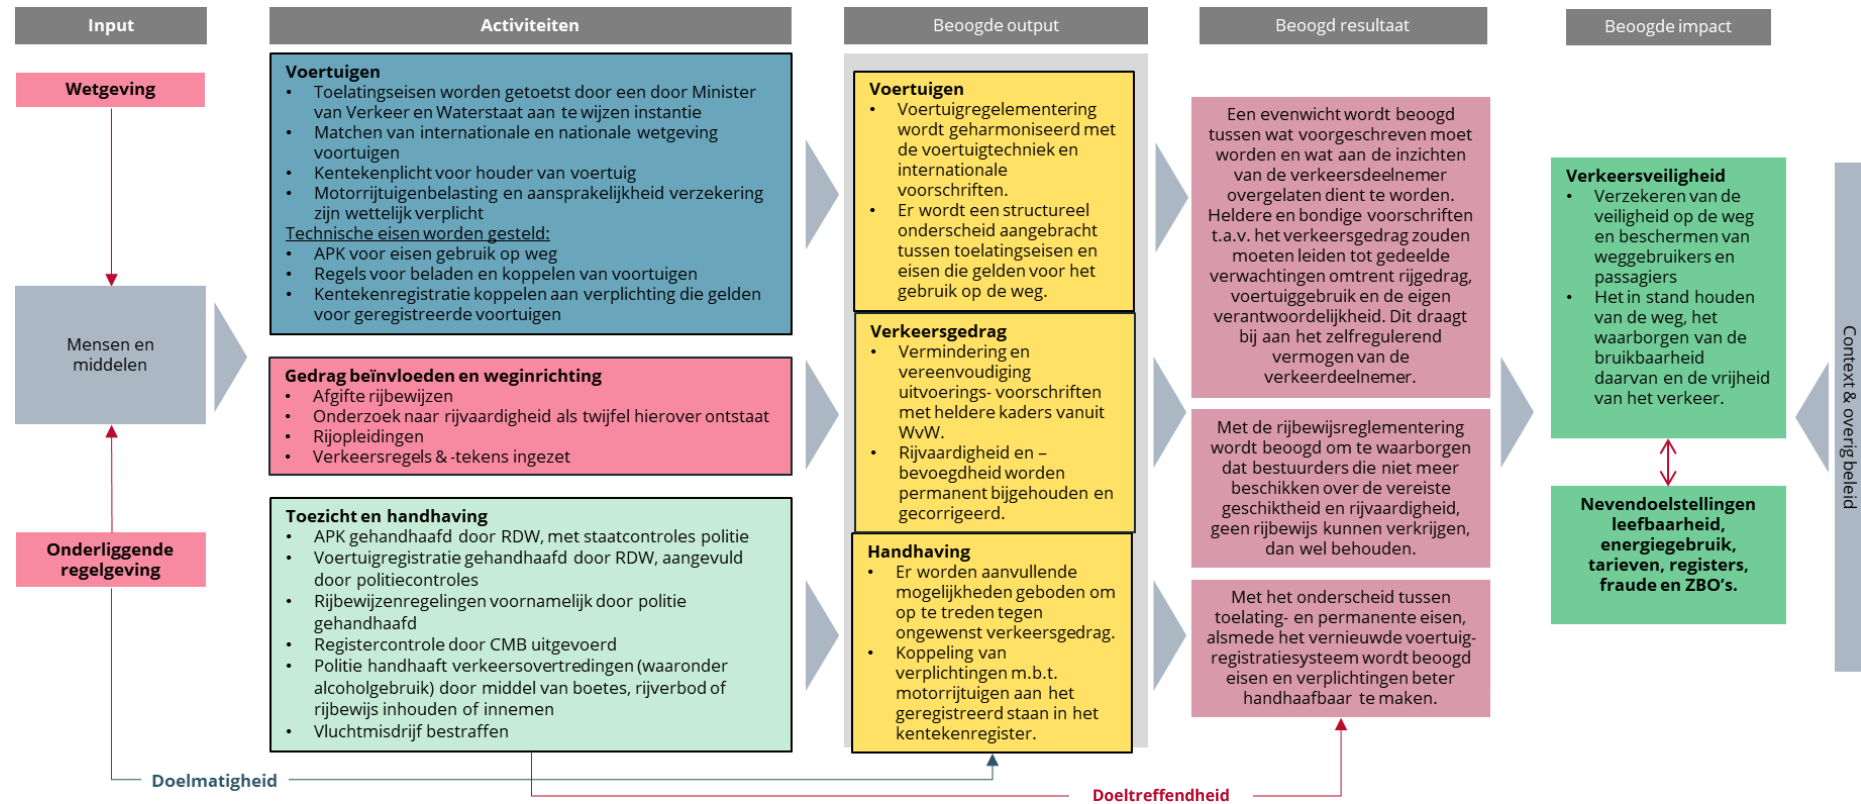 Input
Activiteiten
Beoogde output
Beoogd resultaat
Beoogde impact
Wetgeving
Mensen en
middelen
Onderliggende
regelgeving
Voertuigen
• Toelatingseisen worden getoetst door een door Minister
van Verkeer en Waterstaat aan te wijzen instantie
• Matchen van internationale en nationale wetgeving
voortuigen
• Kentekenplicht voor houder van voertuig
• Motorrijtuigenbelasting en aansprakelijkheid verzekering
zijn wettelijk verplicht
Technische eisen worden gesteld:
• APK voor eisen gebruik op weg
• Regels voor beladen en koppelen van voortuigen
• Kentekenregistratie koppelen aan verplichting die gelden
voor geregistreerde voortuigen
Gedrag beïnvloeden en weginrichting
• Afgifte rijbewijzen
• Onderzoek naar rijvaardigheid als twijfel hierover ontstaat
• Rijopleidingen
• Verkeersregels & -tekens ingezet
Toezicht en handhaving
• APK gehandhaafd door RDW, met staatcontroles politie
• Voertuigregistratie gehandhaafd door RDW, aangevuld
door politiecontroles
• Rijbewijzenregelingen voornamelijk door politie
gehandhaafd
• Registercontrole door CMB uitgevoerd
• Politie handhaaft verkeersovertredingen (waaronder
alcoholgebruik) door middel van boetes, rijverbod of
rijbewijs inhouden of innemen
• Vluchtmisdrijf bestraffen
Voertuigen
• Voertuigregelementering
wordt geharmoniseerd met
de voertuigtechniek en
internationale
voorschriften.
• Er wordt een structureel
onderscheid aangebracht
tussen toelatingseisen en
eisen die gelden voor het
gebruik op de weg.
Verkeersgedrag
• Vermindering en
vereenvoudiging
uitvoerings- voorschriften
met heldere kaders vanuit
WvW.
• Rijvaardigheid en –
bevoegdheid worden
permanent bijgehouden en
gecorrigeerd.
Handhaving
• Er worden aanvullende
mogelijkheden geboden om
op te treden tegen
ongewenst verkeersgedrag.
• Koppeling van
verplichtingen m.b.t.
motorrijtuigen aan het
geregistreerd staan in het
kentekenregister.
Een evenwicht wordt beoogd
tussen wat voorgeschreven moet
worden en wat aan de inzichten
van de verkeersdeelnemer
overgelaten dient te worden.
Heldere en bondige voorschriften
t.a.v. het verkeersgedrag zouden
moeten leiden tot gedeelde
verwachtingen omtrent rijgedrag,
voertuiggebruik en de eigen
verantwoordelijkheid. Dit draagt
bij aan het zelfregulerend
vermogen van de
verkeerdeelnemer.
Met de rijbewijsreglementering
wordt beoogd om te waarborgen
dat bestuurders die niet meer
beschikken over de vereiste
geschiktheid en rijvaardigheid,
geen rijbewijs kunnen verkrijgen,
dan wel behouden.
Met het onderscheid tussen
toelating- en permanente eisen,
alsmede het vernieuwde voertuig-
registratiesysteem wordt beoogd
eisen en verplichtingen beter
handhaafbaar te maken.
Verkeersveiligheid
• Verzekeren van de
veiligheid op de weg
en beschermen van
weggebruikers en
passagiers
• Het in stand houden
van de weg, het
waarborgen van de
bruikbaarheid
daarvan en de vrijheid
van het verkeer.
Nevendoelstellingen
leefbaarheid,
energiegebruik,
tarieven, registers,
fraude en ZBO's.
Context & overig beleid
Doelmatigheid
Doeltreffendheid